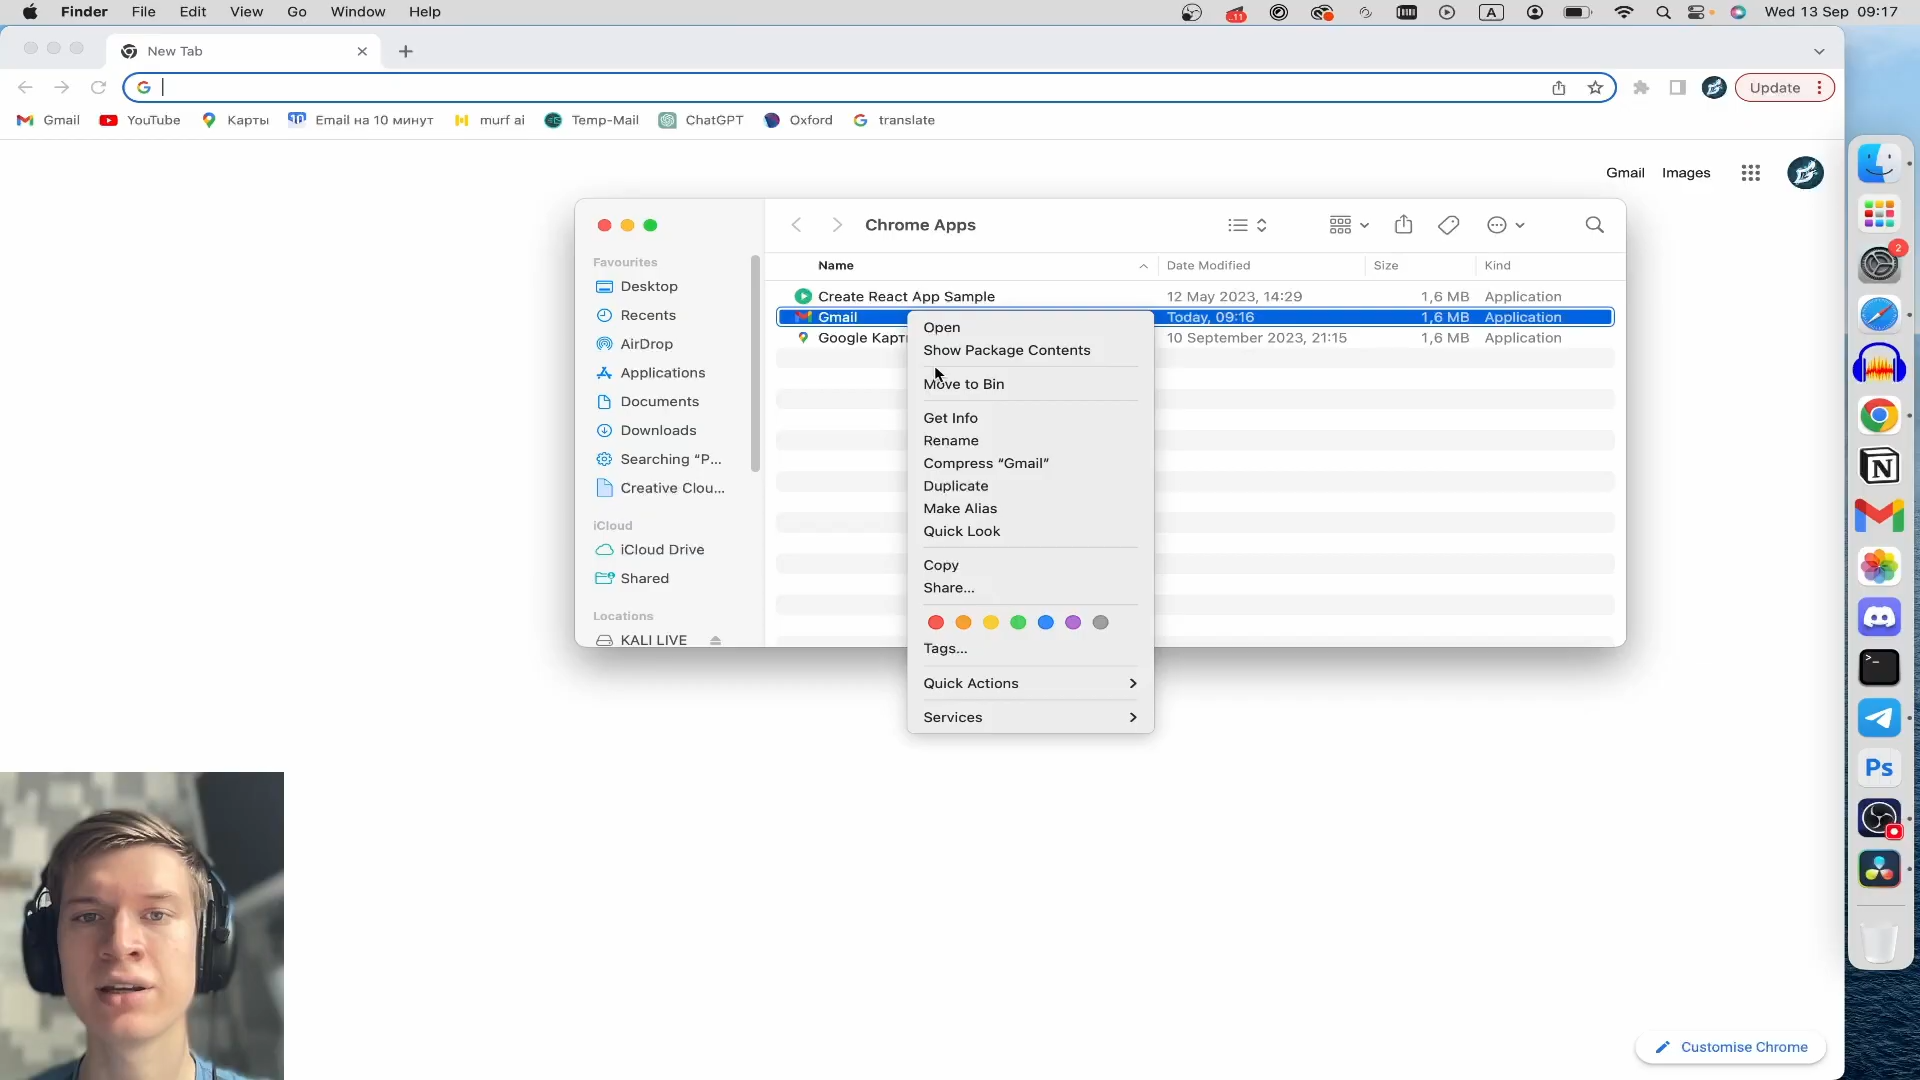 Finder File Edit View Go Window Help 11 A Wed 13 Sep 09:17
New Tab
Update
Gmail YouTube Карты 10 Email на 10 минут murf ai Temp-Mail ChatGPT Oxford translate
Gmail Images
Chrome Apps
Favourites
Desktop
Recents
AirDrop
Applications
Documents
Downloads
Searching “P...
Creative Clou...
iCloud
iCloud Drive
Shared
Locations
KALI LIVE
Name Date Modified Size Kind
Create React App Sample 12 May 2023, 14:29 1,6 MB Application
Gmail Today, 09:16 1,6 MB Application
Google Карт 10 September 2023, 21:15 1,6 MB Application
Open
Show Package Contents
Move to Bin
Get Info
Rename
Compress “Gmail”
Duplicate
Make Alias
Quick Look
Copy
Share...
Tags...
Quick Actions
Services
2
Ps
Customise Chrome